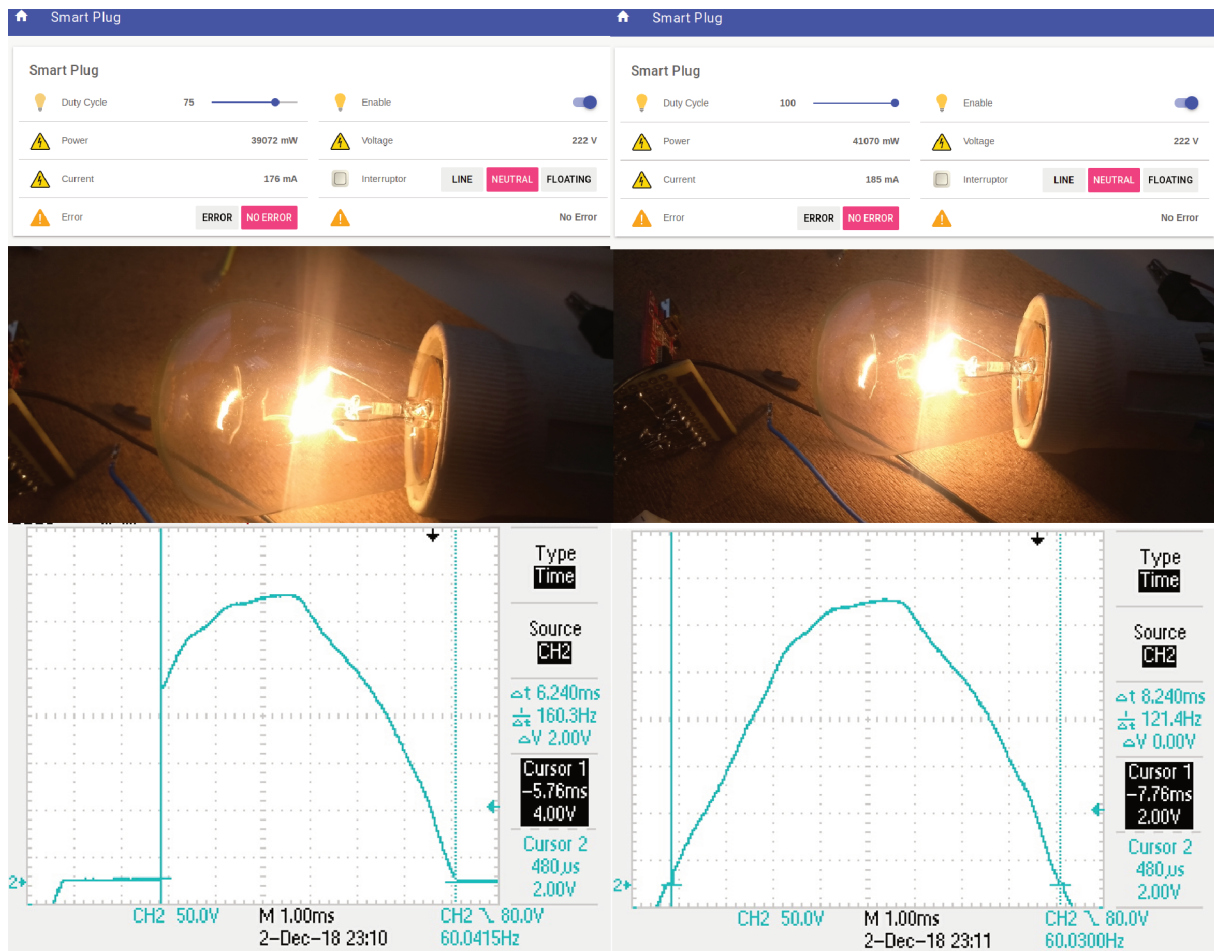 Smart Plug
Smart Plug
Duty Cycle 75 Enable
Power 39072 mW Voltage 222 V
Current 176 mA Interruptor LINE NEUTRAL FLOATING
Error ERROR NO ERROR No Error
Smart Plug
Smart Plug
Duty Cycle 100 Enable
Power 41070 mW Voltage 222 V
Current 185 mA Interruptor LINE NEUTRAL FLOATING
Error ERROR NO ERROR No Error
Type
Time
Source
CH2
△t 6.240ms
1/△t 160.3Hz
△V 2.00V
Cursor 1
-5.76ms
4.00V
Cursor 2
480µs
2.00V
2
CH2 50.0V M 1.00ms CH2 \ 80.0V
2-Dec-18 23:10 60.0415Hz
Type
Time
Source
CH2
△t 8.240ms
1/△t 121.4Hz
△V 0.00V
Cursor 1
-7.76ms
2.00V
Cursor 2
480µs
2.00V
2
CH2 50.0V M 1.00ms CH2 \ 80.0V
2-Dec-18 23:11 60.0300Hz